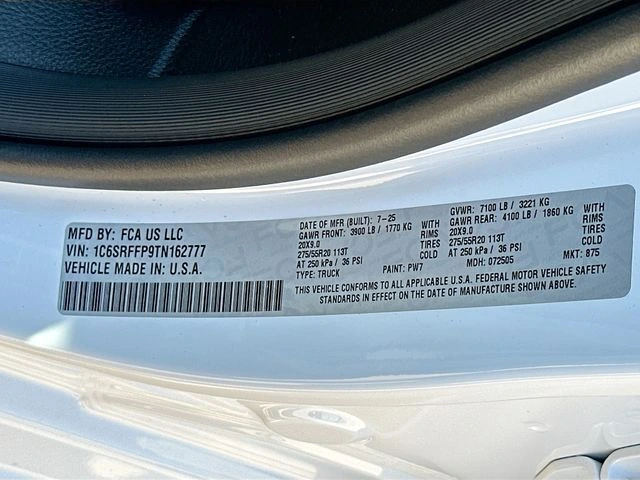 MFD BY: FCA US LLC
VIN: 1C6SRFFP9TN162777
VEHICLE MADE IN: U.S.A.
DATE OF MFR (BUILT): 7-25
GAWR FRONT: 3900 LB / 1770 KG WITH
20X9.0 RIMS
275/55R20 113T TIRES
AT 250 kPa / 36 PSI COLD
TYPE: TRUCK PAINT: PW7
GVWR: 7100 LB / 3221 KG
GAWR REAR: 4100 LB / 1860 KG WITH
20X9.0 RIMS
275/55R20 113T TIRES
AT 250 kPa / 36 PSI COLD
MDH: 072505 MKT: 875
THIS VEHICLE CONFORMS TO ALL APPLICABLE U.S.A. FEDERAL MOTOR VEHICLE SAFETY
STANDARDS IN EFFECT ON THE DATE OF MANUFACTURE SHOWN ABOVE.